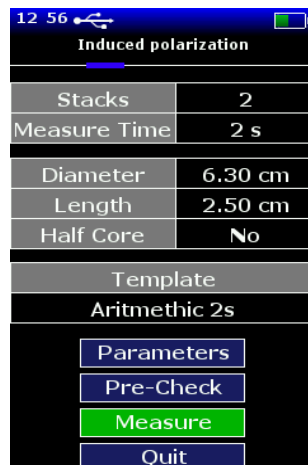 12 56
Induced polarization
Stacks 2
Measure Time 2 s
Diameter 6.30 cm
Length 2.50 cm
Half Core No
Template
Aritmethic 2s
Parameters
Pre-Check
Measure
Quit